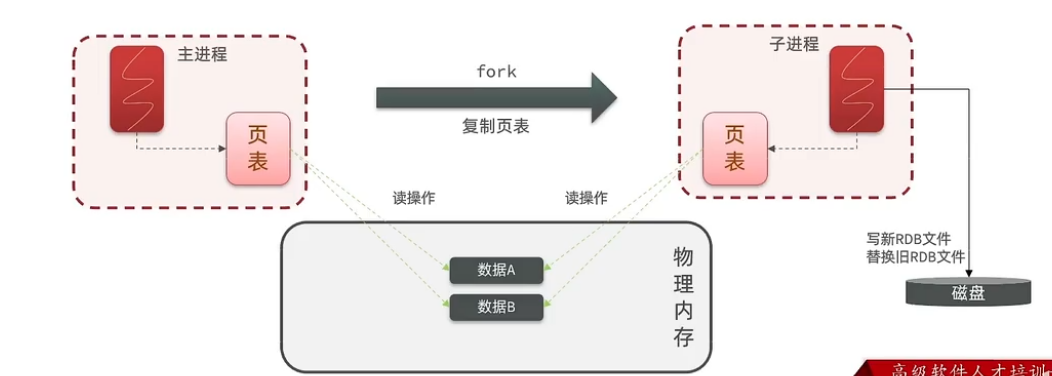 主进程
页
表
fork
复制页表
子进程
页
表
读操作
读操作
数据A
数据B
物
理
内
存
写新RDB文件
替换旧RDB文件
磁盘
高级软件人才培训